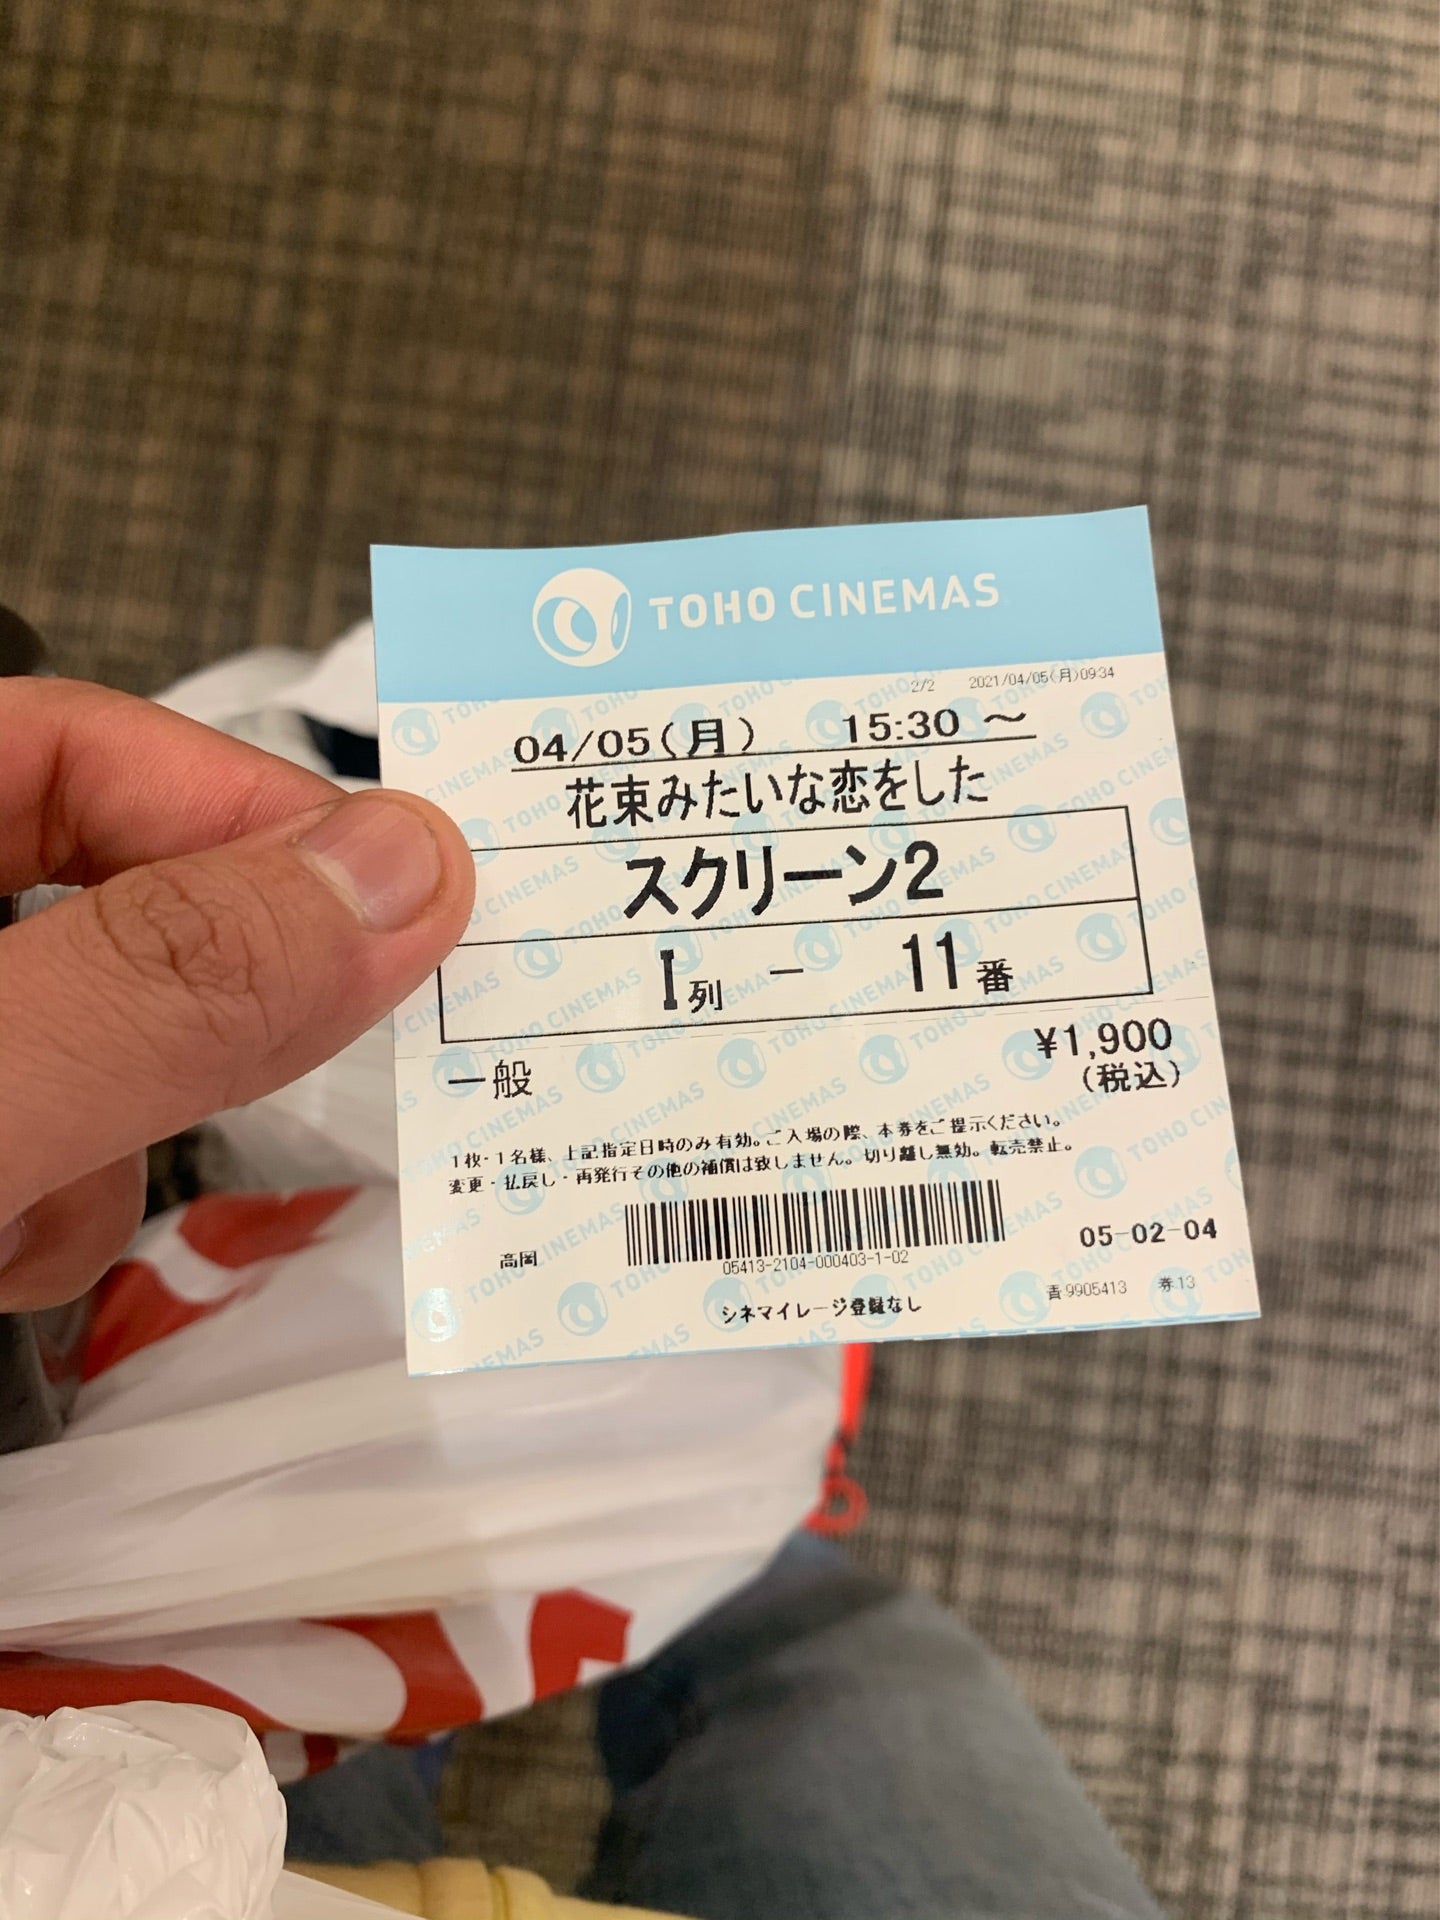 TOHO CINEMAS
2/2 2021/04/05(月)09:34
04/05(月) 15:30 ～
花束みたいな恋をした
スクリーン2
I列 － 11番
一般
¥1,900
(税込)
1枚・1名様、上記指定日時のみ有効。ご入場の際、本券をご提示ください。
変更・払戻し・再発行その他の補償は致しません。切り離し無効。転売禁止。
05-02-04
高岡
05413-2104-000403-1-02
シネマイレージ登録なし
9905413 券.13